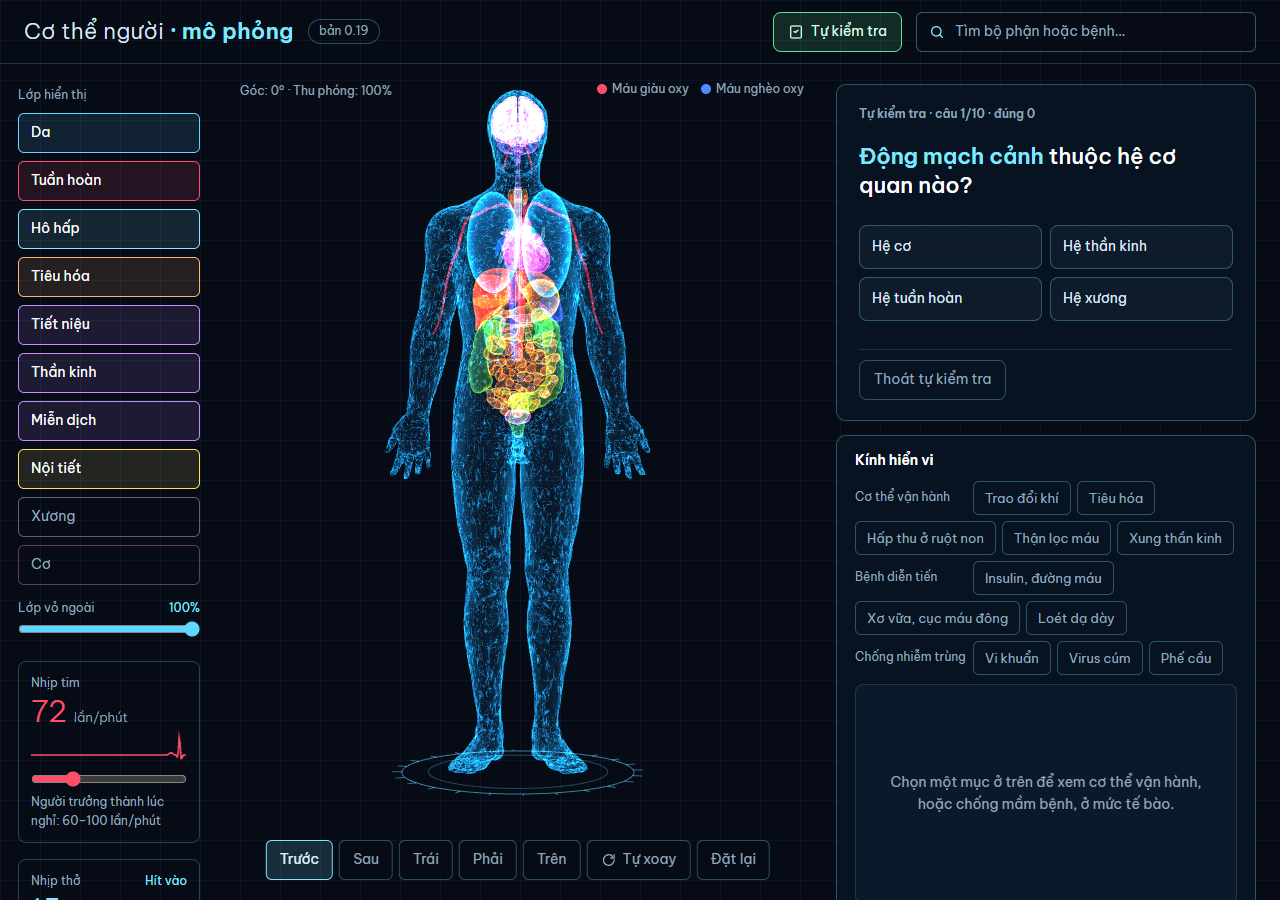 Cơ thể người · mô phỏng
bản 0.19
Tự kiểm tra
Tìm bộ phận hoặc bệnh…
Lớp hiển thị
Da
Tuần hoàn
Hô hấp
Tiêu hóa
Tiết niệu
Thần kinh
Miễn dịch
Nội tiết
Xương
Cơ
Lớp vỏ ngoài
100%
Nhịp tim
72 lần/phút
Người trưởng thành lúc
nghỉ: 60–100 lần/phút
Nhịp thở
Hít vào
Góc: 0° · Thu phóng: 100%
Máu giàu oxy
Máu nghèo oxy
Trước
Sau
Trái
Phải
Trên
Tự xoay
Đặt lại
Tự kiểm tra · câu 1/10 · đúng 0
Động mạch cảnh thuộc hệ cơ
quan nào?
Hệ cơ
Hệ thần kinh
Hệ tuần hoàn
Hệ xương
Thoát tự kiểm tra
Kính hiển vi
Cơ thể vận hành
Trao đổi khí
Tiêu hóa
Hấp thu ở ruột non
Thận lọc máu
Xung thần kinh
Bệnh diễn tiến
Insulin, đường máu
Xơ vữa, cục máu đông
Loét dạ dày
Chống nhiễm trùng
Vi khuẩn
Virus cúm
Phế cầu
Chọn một mục ở trên để xem cơ thể vận hành,
hoặc chống mầm bệnh, ở mức tế bào.